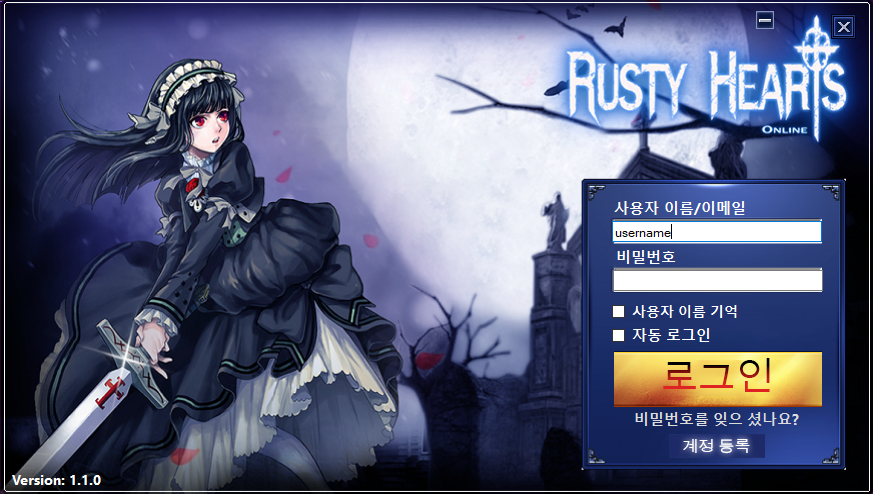 RUSTY HEARTS
ONLINE
사용자 이름/이메일
username
비밀번호
사용자 이름 기억
자동 로그인
로그인
비밀번호를 잊으 셨나요?
계정 등록
Version: 1.1.0